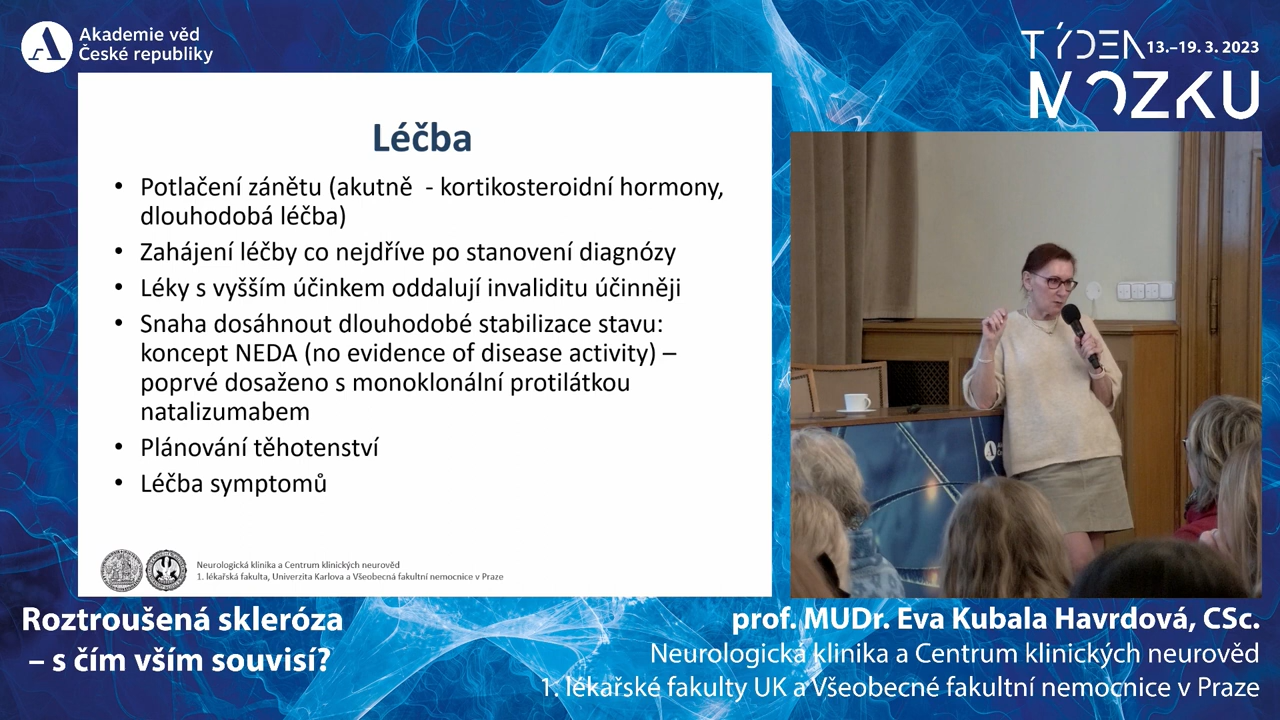 Akademie věd
České republiky
TÝDEN 13.–19. 3. 2023
MOZKU
Léčba
• Potlačení zánětu (akutně - kortikosteroidní hormony,
dlouhodobá léčba)
• Zahájení léčby co nejdříve po stanovení diagnózy
• Léky s vyšším účinkem oddalují invaliditu účinněji
• Snaha dosáhnout dlouhodobé stabilizace stavu:
koncept NEDA (no evidence of disease activity) –
poprvé dosaženo s monoklonální protilátkou
natalizumabem
• Plánování těhotenství
• Léčba symptomů
Neurologická klinika a Centrum klinických neurověd
1. lékařská fakulta, Univerzita Karlova a Všeobecná fakultní nemocnice v Praze
Roztroušená skleróza
– s čím vším souvisí?
prof. MUDr. Eva Kubala Havrdová, CSc.
Neurologická klinika a Centrum klinických neurověd
1. lékařské fakulty UK a Všeobecné fakultní nemocnice v Praze